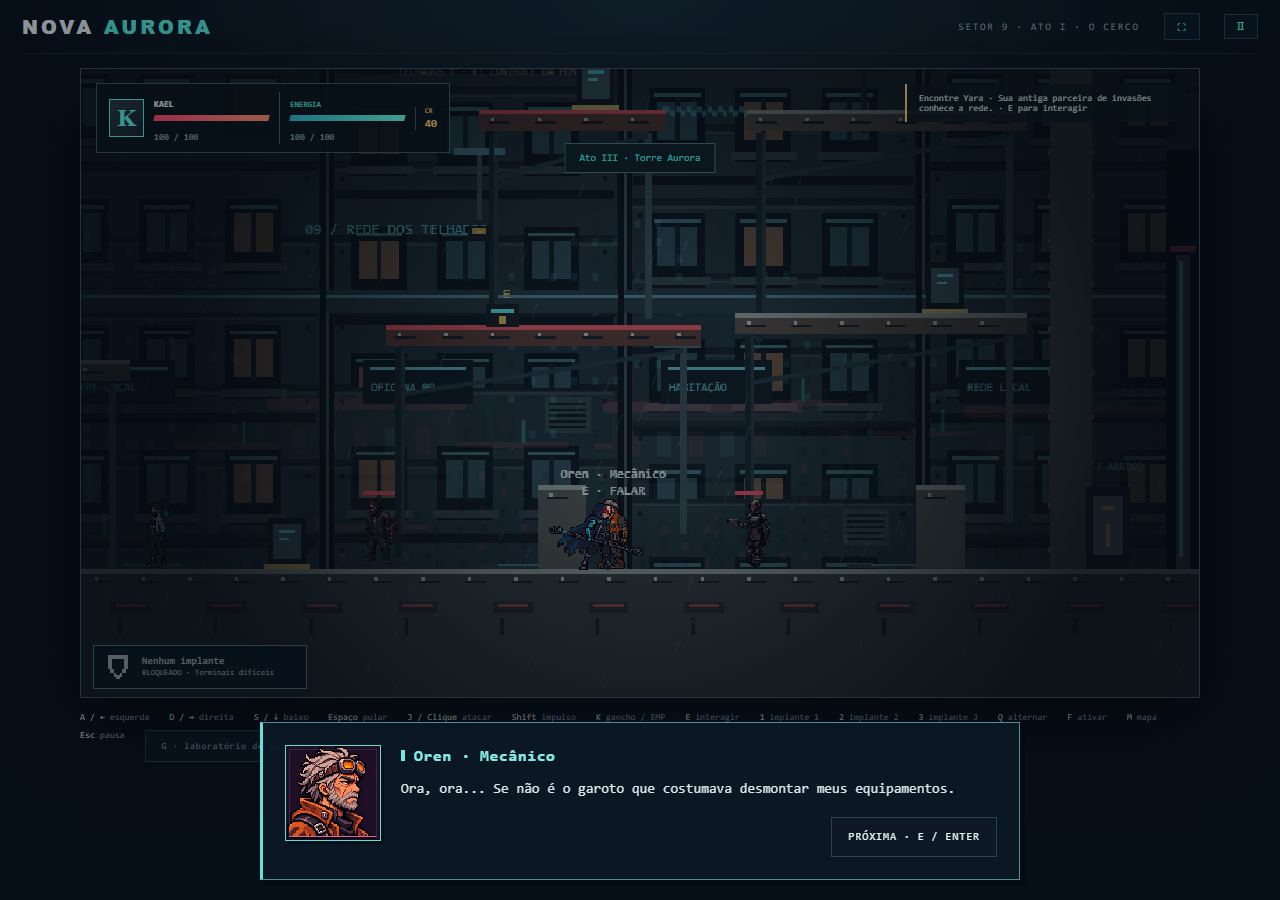 NOVA AURORA
SETOR 9 · ATO I · O CERCO
II
K
KAEL
100 / 100
ENERGIA
100 / 100
CR
40
Encontre Yara · Sua antiga parceira de invasões
conhece a rede. · E para interagir
Ato III · Torre Aurora
09 / REDE DOS TELHADOS
E
OFICINA 09
HABITAÇÃO
REDE LOCAL
Oren · Mecânico
E · FALAR
/ ABRIGO
Nenhum implante
BLOQUEADO · Terminais difíceis
A / ← esquerda D / → direita S / ↓ baixo Espaço pular J / Clique atacar Shift impulso K gancho / EMP E Interagir 1 implante 1 2 implante 2 3 implante 3 Q alternar F ativar M mapa
Esc pausa
G · laboratório
Oren · Mecânico
Ora, ora... Se não é o garoto que costumava desmontar meus equipamentos.
PRÓXIMA · E / ENTER